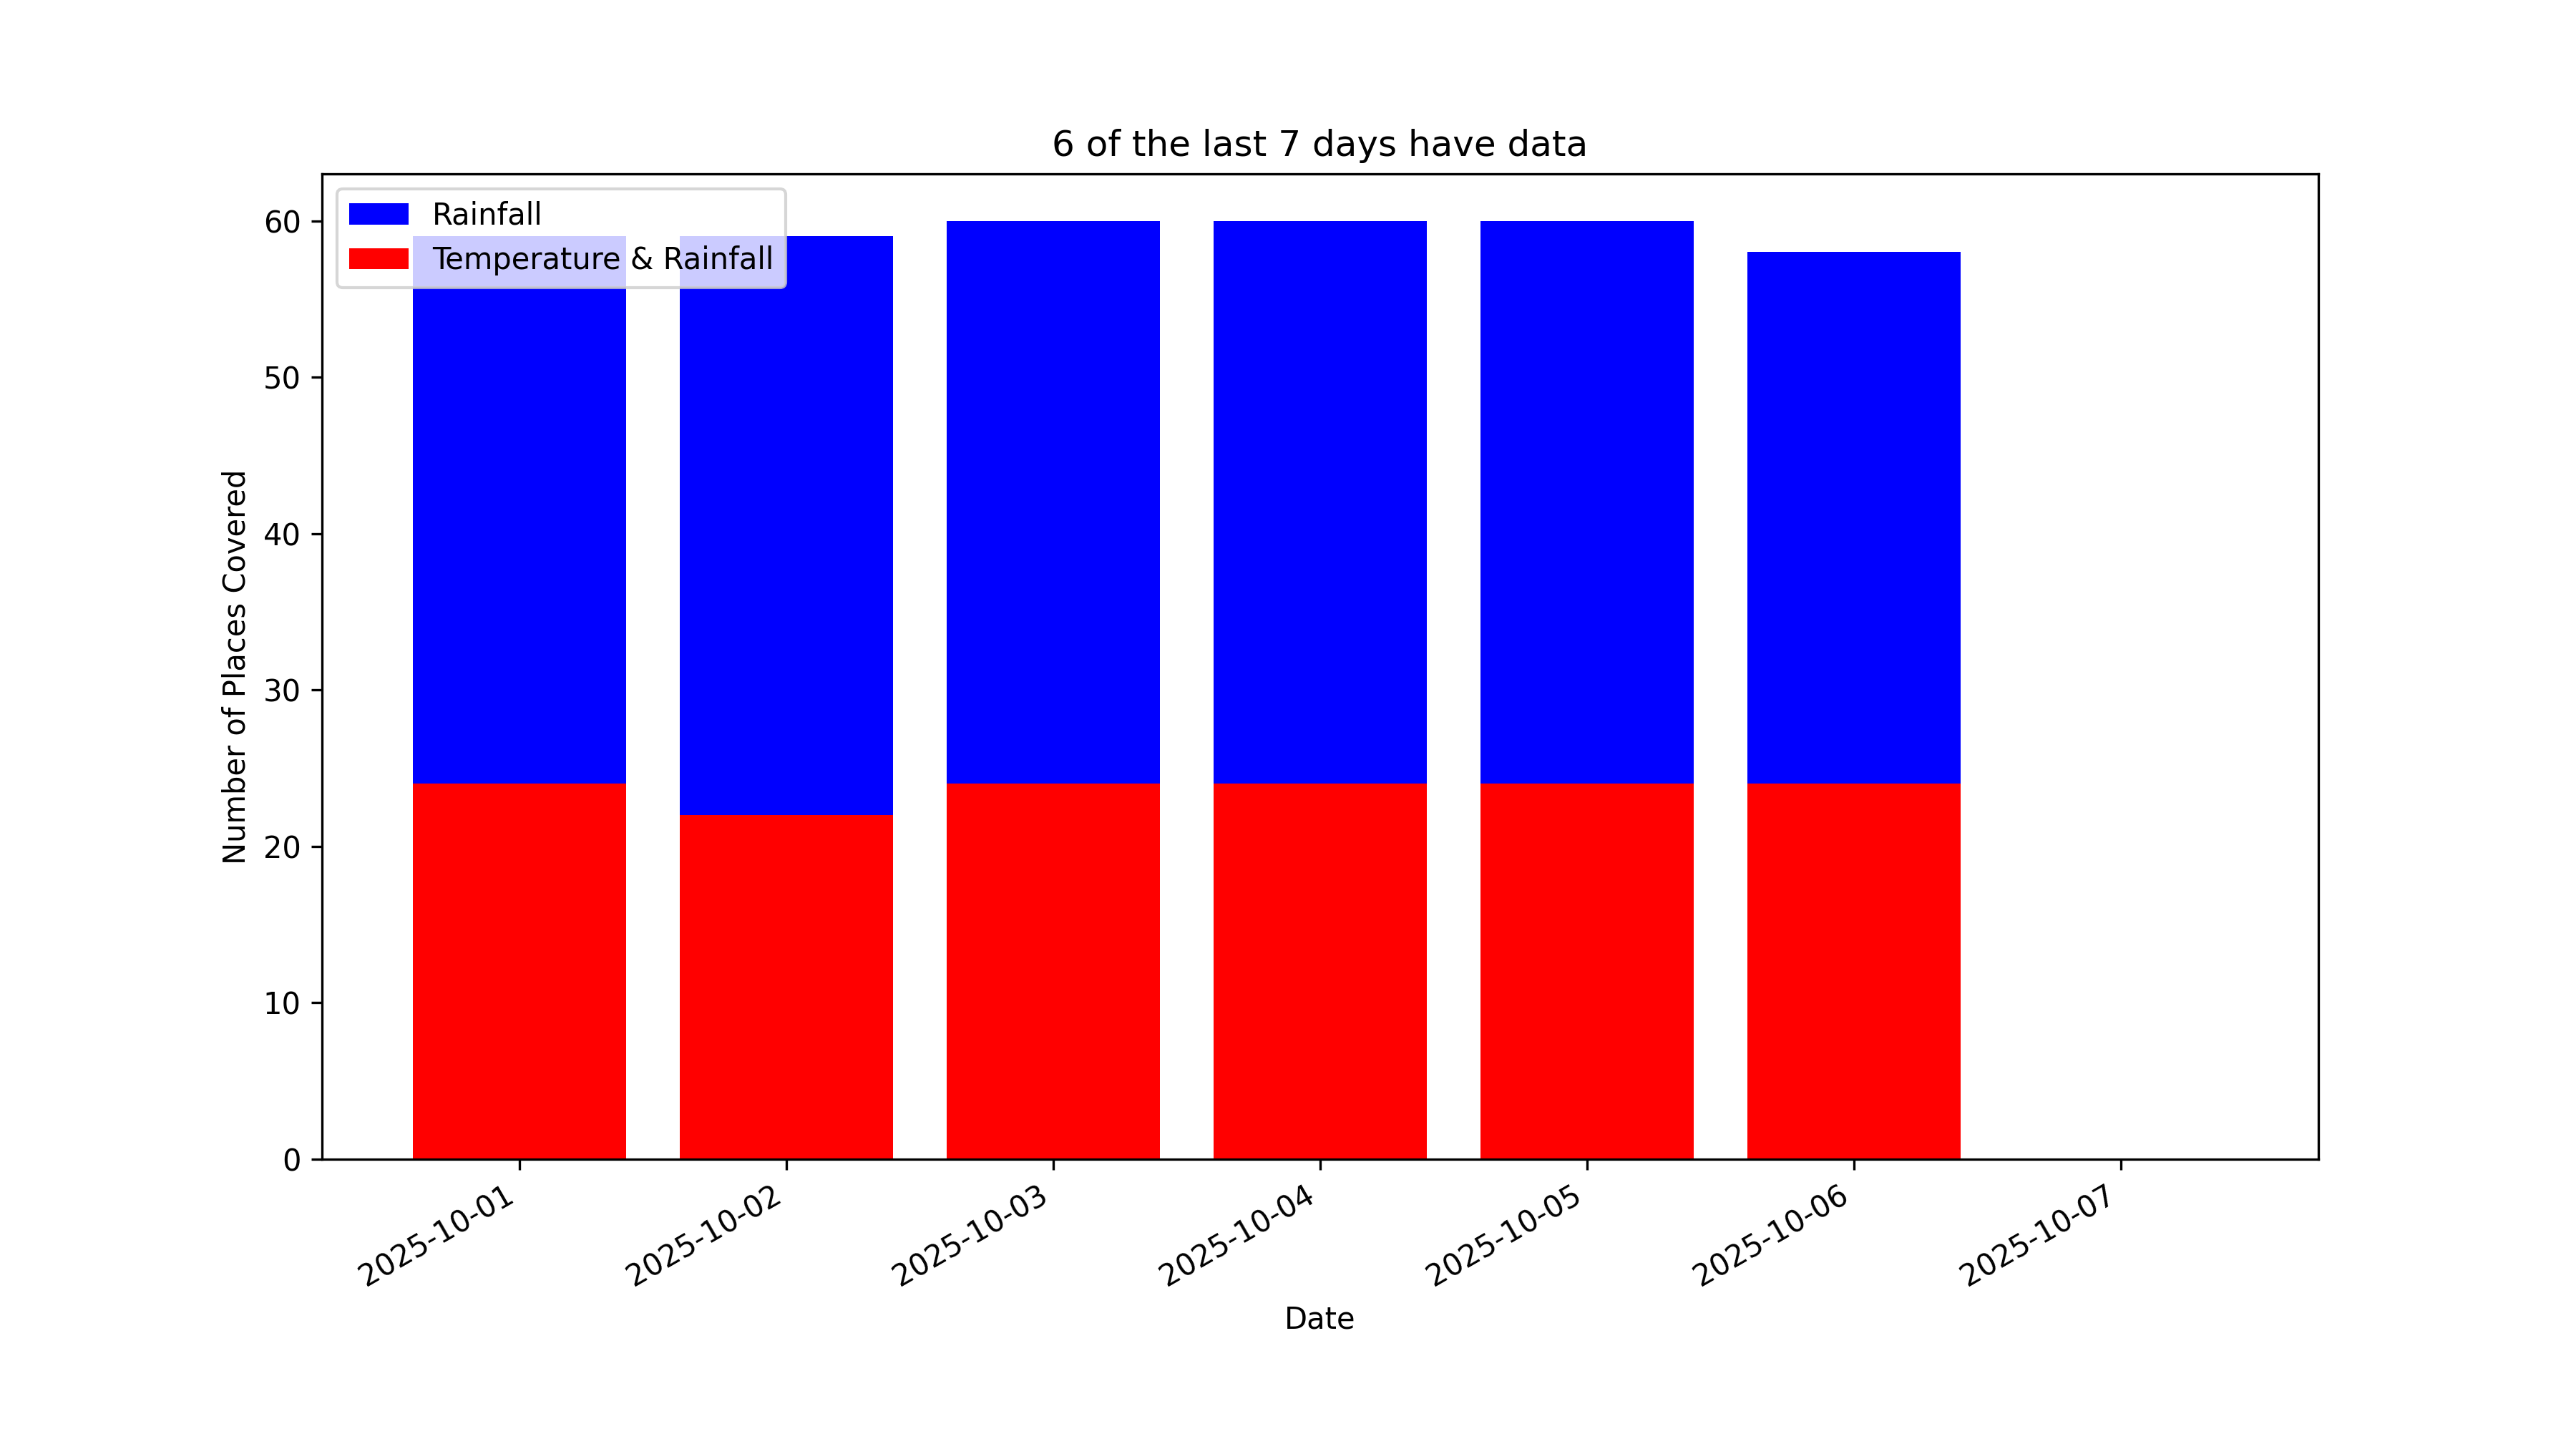 6 of the last 7 days have data
Rainfall
Temperature & Rainfall
Number of Places Covered
60
50
40
30
20
10
0
2025-10-01
2025-10-02
2025-10-03
2025-10-04
2025-10-05
2025-10-06
2025-10-07
Date